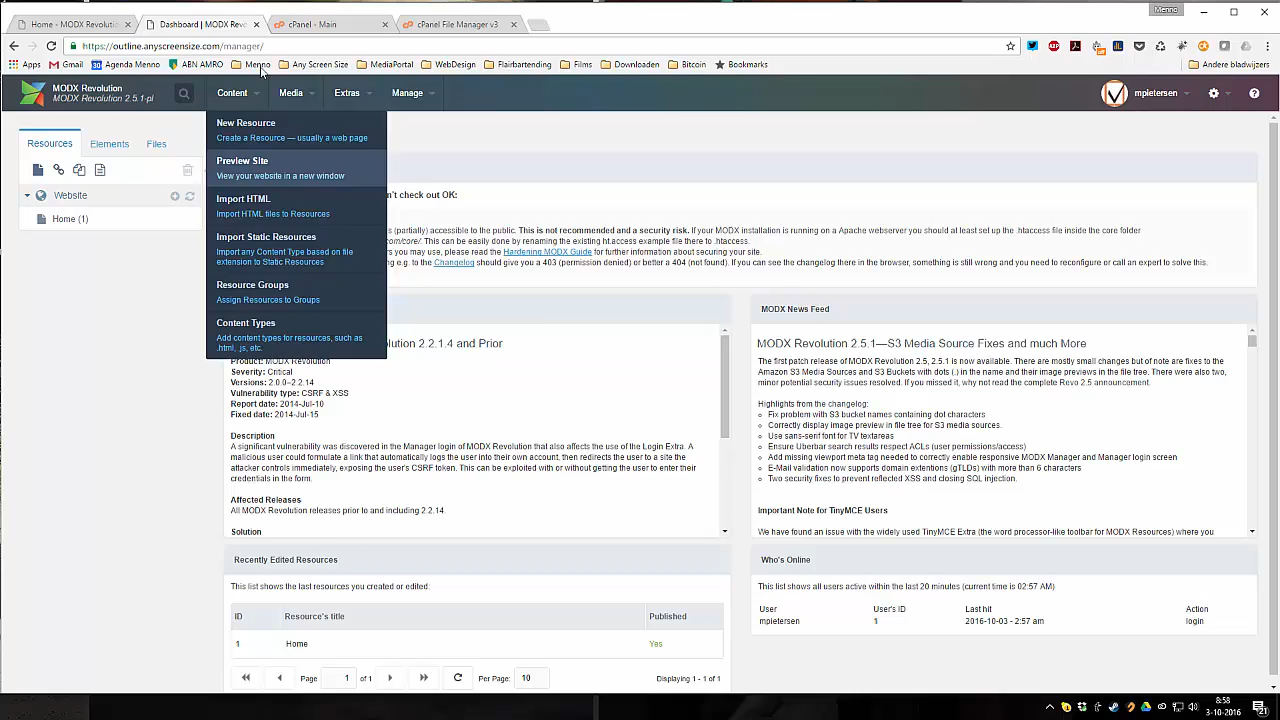 Menno
Home - MODX Revolutio
Dashboard | MODX Revo
cPanel - Main
cPanel File Manager v3
https://outline.anyscreensize.com/manager/
Apps
Gmail
Agenda Menno
ABN AMRO
Menno
Any Screen Size
MediaPortal
WebDesign
Flairbartending
Films
Downloaden
Bitcoin
Bookmarks
Andere bladwijzers
MODX Revolution
MODX Revolution 2.5.1-pl
Content
Media
Extras
Manage
mpietersen
New Resource
Create a Resource — usually a web page
Preview Site
View your website in a new window
Import HTML
Import HTML files to Resources
Import Static Resources
Import any Content Type based on file
extension to Static Resources
Resource Groups
Assign Resources to Groups
Content Types
Add content types for resources, such as
.html, .js, etc.
Resources
Elements
Files
Website
Home (1)
n't check out OK:
s (partially) accessible to the public. This is not recommended and a security risk. If your MODX installation is running on a Apache webserver you should at least set up the .htaccess file inside the core folder
om/core/. This can be easily done by renaming the existing ht.access example file there to .htaccess.
rs you may use, please read the Hardening MODX Guide for further information about securing your site.
ng e.g. to the Changelog should give you a 403 (permission denied) or better a 404 (not found). If you can see the changelog there in the browser, something is still wrong and you need to reconfigure or call an expert to solve this.
olution 2.2.1.4 and Prior
Product: MODX Revolution
Severity: Critical
Versions: 2.0.0–2.2.14
Vulnerability type: CSRF & XSS
Report date: 2014-Jul-10
Fixed date: 2014-Jul-15
Description
A significant vulnerability was discovered in the Manager login of MODX Revolution that also affects the use of the Login Extra. A
malicious user could formulate a link that automatically logs the user into their own account, then redirects the user to a site the
attacker controls immediately, exposing the user's CSRF token. This can be exploited with or without getting the user to enter their
credentials in the form.
Affected Releases
All MODX Revolution releases prior to and including 2.2.14.
Solution
MODX News Feed
MODX Revolution 2.5.1—S3 Media Source Fixes and much More
The first patch release of MODX Revolution 2.5, 2.5.1 is now available. There are mostly small changes but of note are fixes to the
Amazon S3 Media Sources and S3 Buckets with dots (.) in the name and their image previews in the file tree. There were also two,
minor potential security issues resolved. If you missed it, why not read the complete Revo 2.5 announcement.
Highlights from the changelog:
Fix problem with S3 bucket names containing dot characters
Correctly display image preview in file tree for S3 media sources.
Use sans-serif font for TV textareas
Ensure Uberbar search results respect ACLs (user permissions/access)
Add missing viewport meta tag needed to correctly enable responsive MODX Manager and Manager login screen
E-Mail validation now supports domain extentions (gTLDs) with more than 6 characters
Two security fixes to prevent reflected XSS and closing SQL injection.
Important Note for TinyMCE Users
We have found an issue with the widely used TinyMCE Extra (the word processor-like toolbar for MODX Resources) where you
Recently Edited Resources
This list shows the last resources you created or edited:
ID Resource's title Published
1 Home Yes
Page 1 of 1 Per Page: 10 Displaying 1 - 1 of 1
Who's Online
This list shows all users active within the last 20 minutes (current time is 02:57 AM)
User User's ID Last hit Action
mpietersen 1 2016-10-03 - 2:57 am login
8:58
3-10-2016